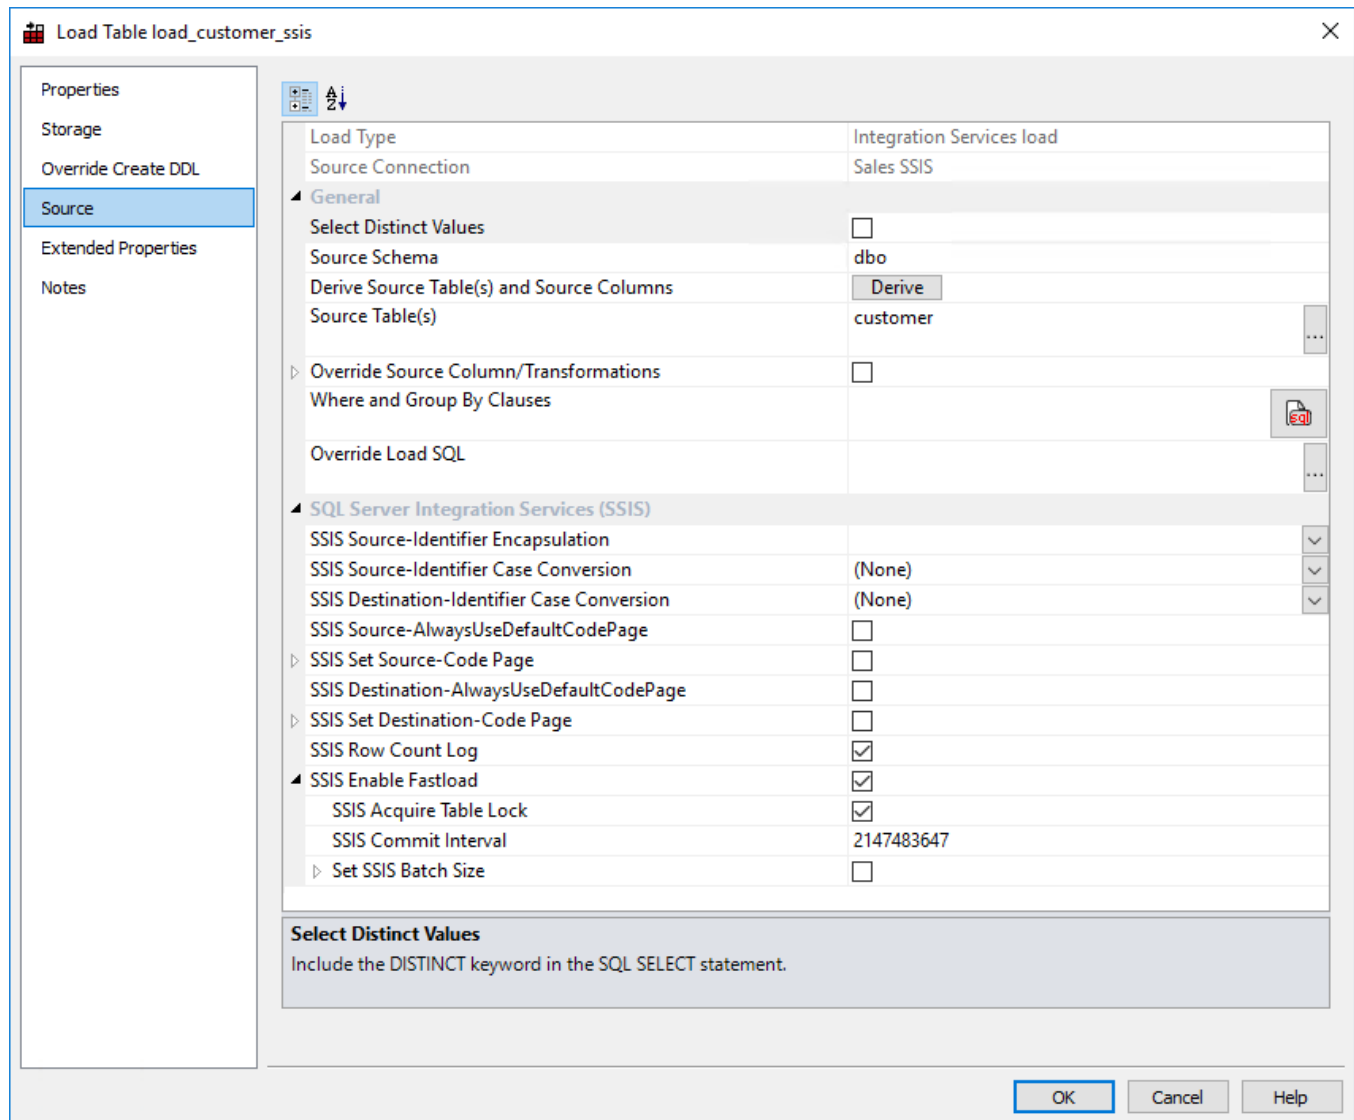 Load Table load_customer_ssis
Properties
Storage
Override Create DDL
Source
Extended Properties
Notes
Load Type Integration Services load
Source Connection Sales SSIS
General
Select Distinct Values
Source Schema dbo
Derive Source Table(s) and Source Columns Derive
Source Table(s) customer
...
Override Source Column/Transformations
Where and Group By Clauses sql
Override Load SQL
...
SQL Server Integration Services (SSIS)
SSIS Source-Identifier Encapsulation
SSIS Source-Identifier Case Conversion (None)
SSIS Destination-Identifier Case Conversion (None)
SSIS Source-AlwaysUseDefaultCodePage
SSIS Set Source-Code Page
SSIS Destination-AlwaysUseDefaultCodePage
SSIS Set Destination-Code Page
SSIS Row Count Log
SSIS Enable Fastload
SSIS Acquire Table Lock
SSIS Commit Interval 2147483647
Set SSIS Batch Size
Select Distinct Values
Include the DISTINCT keyword in the SQL SELECT statement.
OK Cancel Help